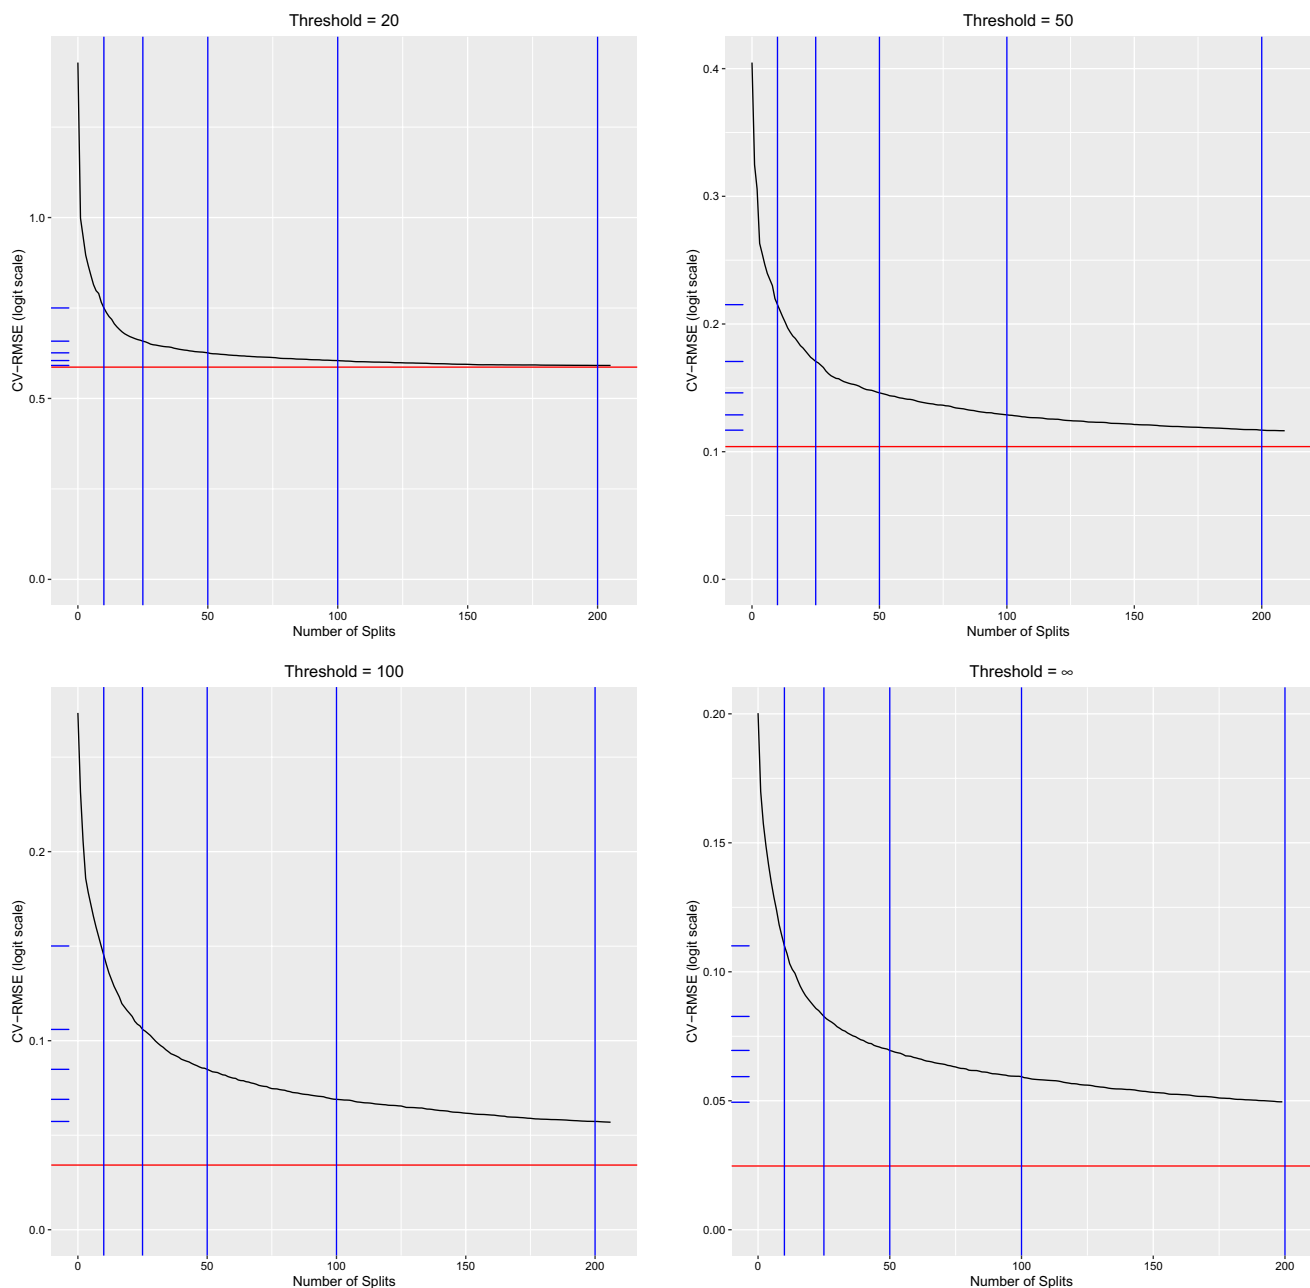 Threshold = 20
CV−RMSE (logit scale)
1.0
0.5
0.0
0 50 100 150 200
Number of Splits
Threshold = 50
CV−RMSE (logit scale)
0.4
0.3
0.2
0.1
0.0
0 50 100 150 200
Number of Splits
Threshold = 100
CV−RMSE (logit scale)
0.2
0.1
0.0
0 50 100 150 200
Number of Splits
Threshold = ∞
CV−RMSE (logit scale)
0.20
0.15
0.10
0.05
0.00
0 50 100 150 200
Number of Splits